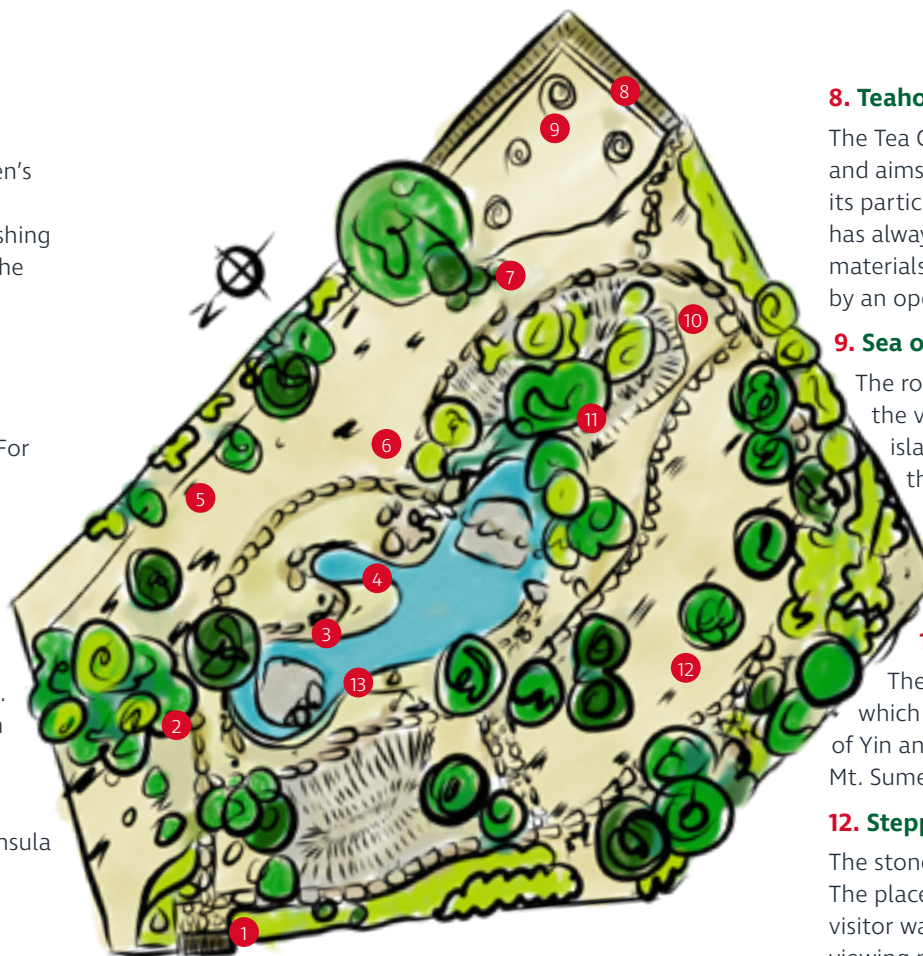 en's
shing
he
For
.
nsula
8
9
7
10
11
6
5
4
3
13
12
2
1
N
8. Teaho
The Tea C
and aims
its partic
has alway
materials
by an ope
9. Sea o
The ro
the v
isla
th
The
which
of Yin an
Mt. Sume
12. Stepp
The stone
The place
visitor wa